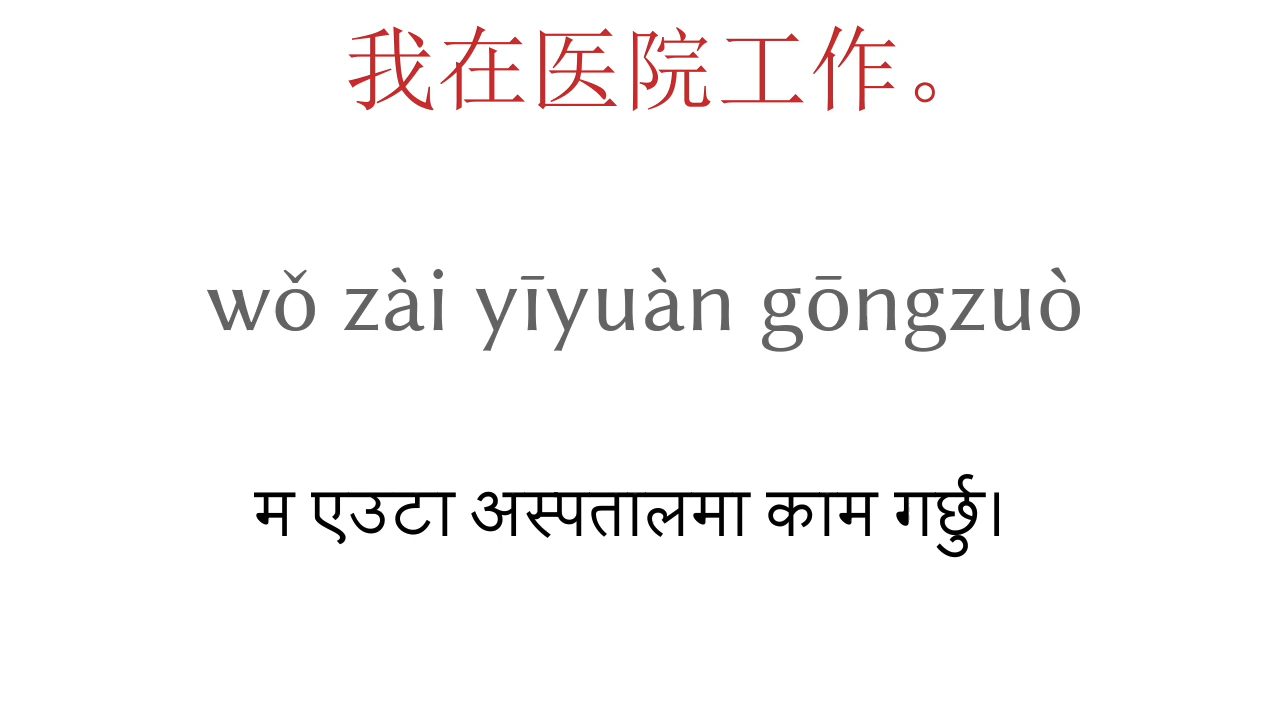 我在医院工作。
wǒ zài yīyuàn gōngzuò
म एउटा अस्पतालमा काम गर्छु।